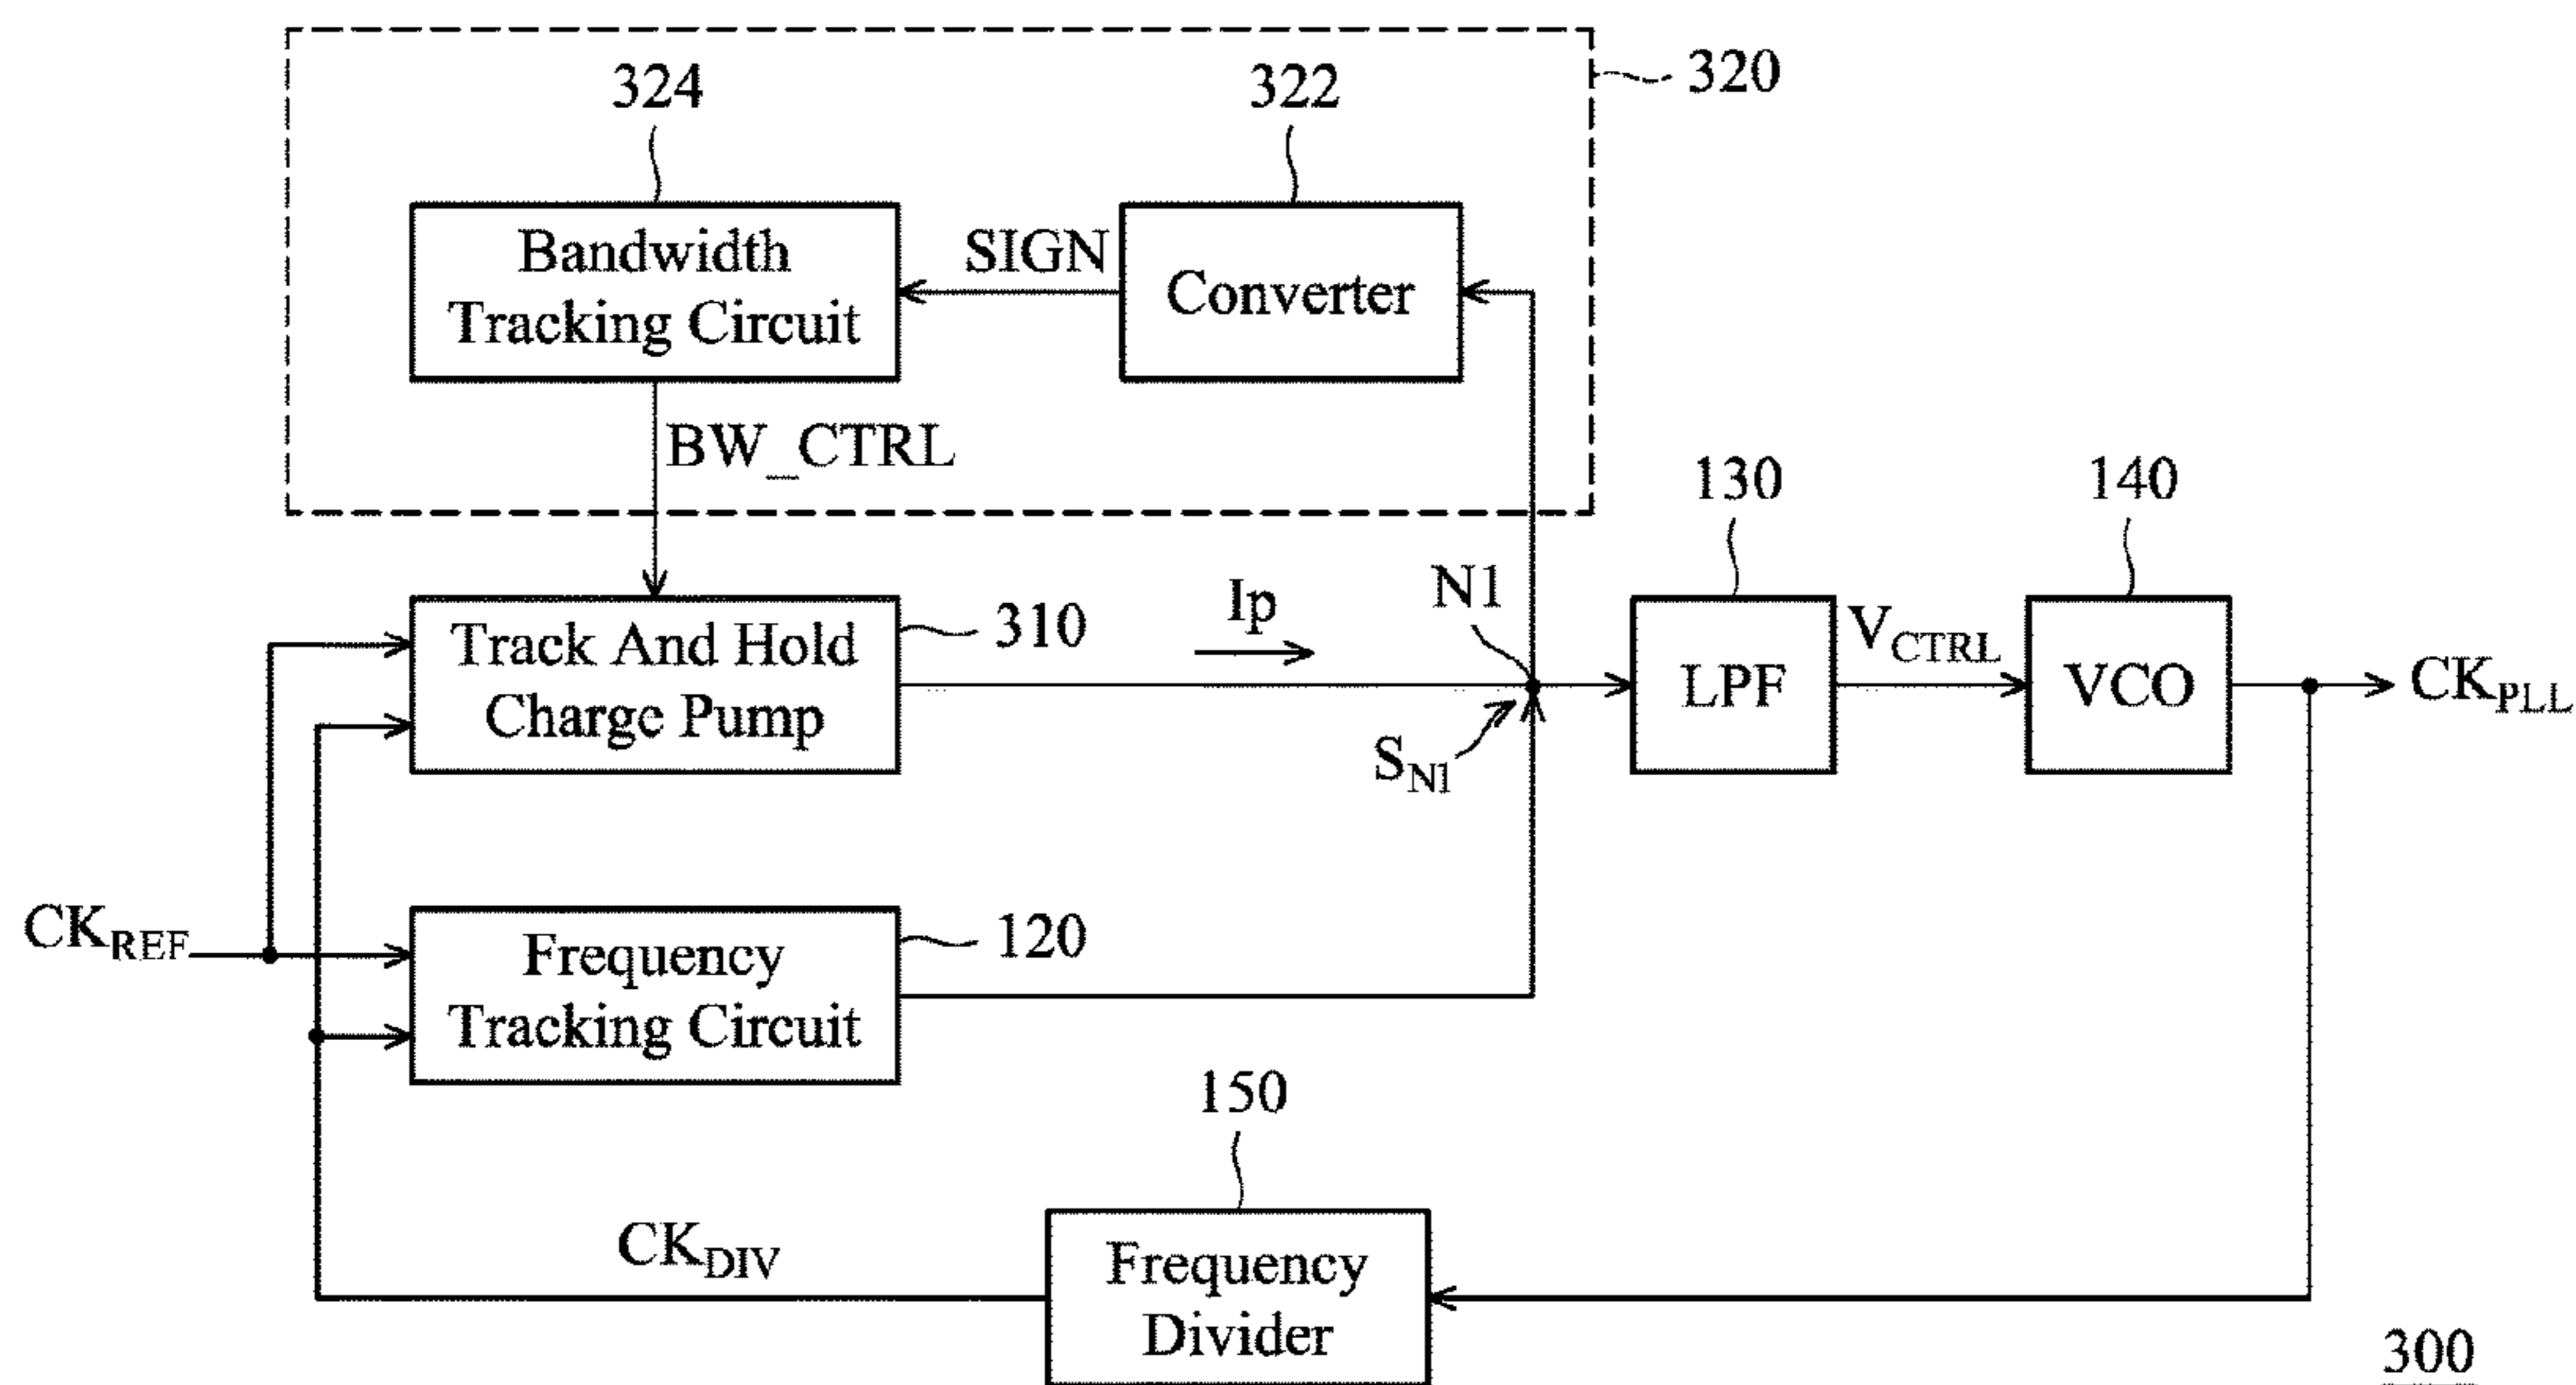 320
324
322
Bandwidth
Tracking Circuit
SIGN
Converter
BW_CTRL
130
140
N1
Ip
Track And Hold
Charge Pump
310
LPF
VCTRL
VCO
CKPLL
SN1
CKREF
Frequency
Tracking Circuit
120
150
CKDIV
Frequency
Divider
300